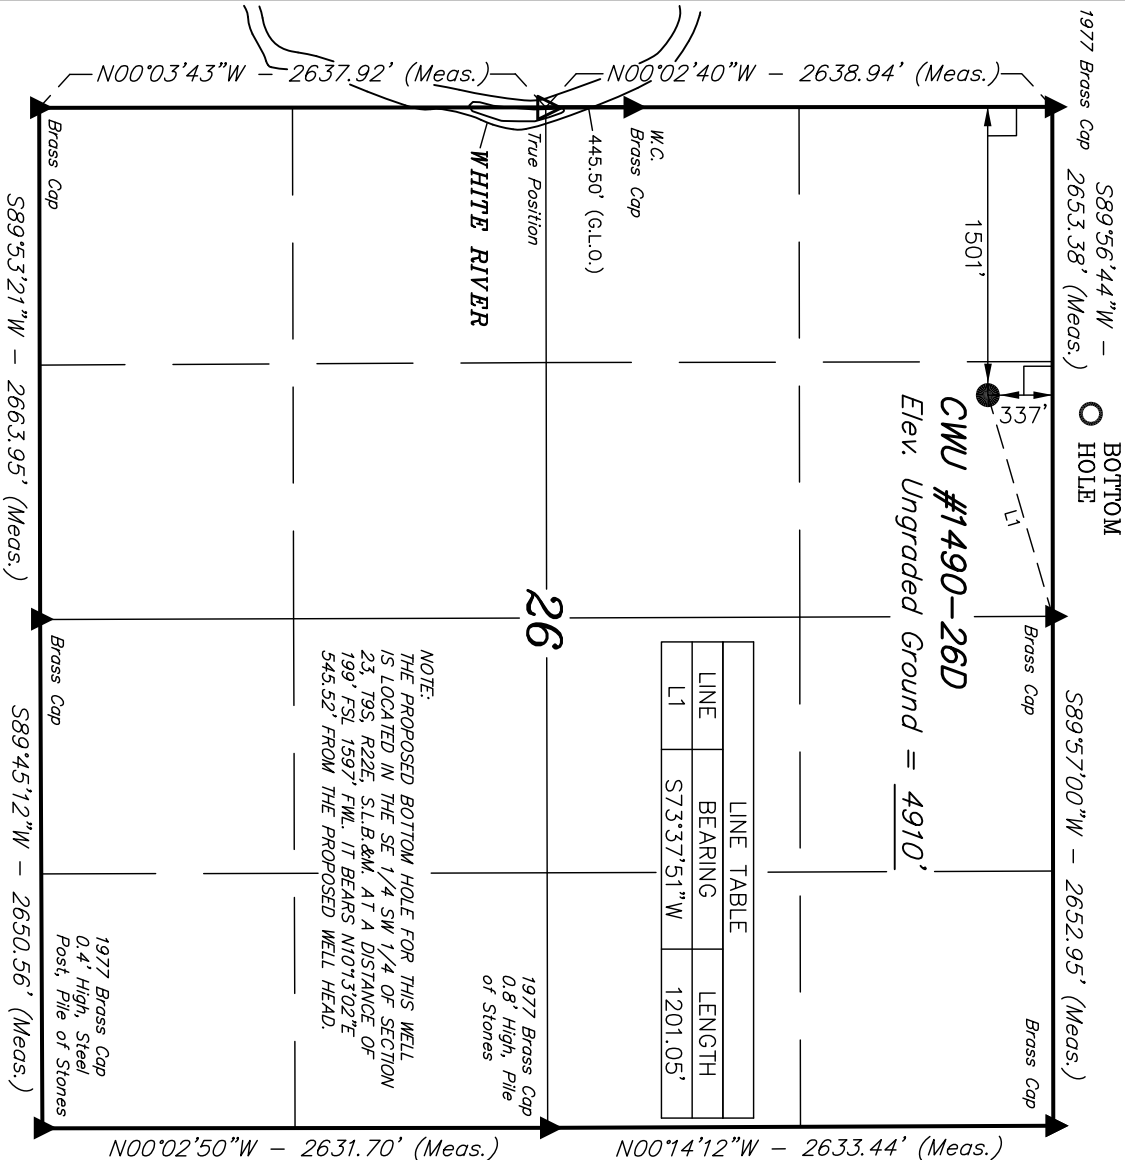 1977 Brass Cap
S89°56'44"W –
2653.38' (Meas.)
BOTTOM
HOLE
S89°57'00"W – 2652.95' (Meas.)
N00°03'43"W – 2637.92' (Meas.)
N00°02'40"W – 2638.94' (Meas.)
1501'
337'
L1
Brass Cap
Brass Cap
CWU #1490–26D
Elev. Ungraded Ground = 4910'
W.C.
Brass Cap
445.50' (G.L.O.)
True Position
WHITE RIVER
26
LINE TABLE
LINE BEARING LENGTH
L1 S73°37'51"W 1201.05'
1977 Brass Cap
0.8' High, Pile
of Stones
NOTE:
THE PROPOSED BOTTOM HOLE FOR THIS WELL
IS LOCATED IN THE SE 1/4 SW 1/4 OF SECTION
23, T9S, R22E, S.L.B.&M. AT A DISTANCE OF
199' FSL 1597' FWL. IT BEARS N10°13'02"E
545.52' FROM THE PROPOSED WELL HEAD.
Brass Cap
Brass Cap
1977 Brass Cap
0.4' High, Steel
Post, Pile of Stones
S89°53'21"W – 2663.95' (Meas.)
S89°45'12"W – 2650.56' (Meas.)
N00°02'50"W – 2631.70' (Meas.)
N00°14'12"W – 2633.44' (Meas.)